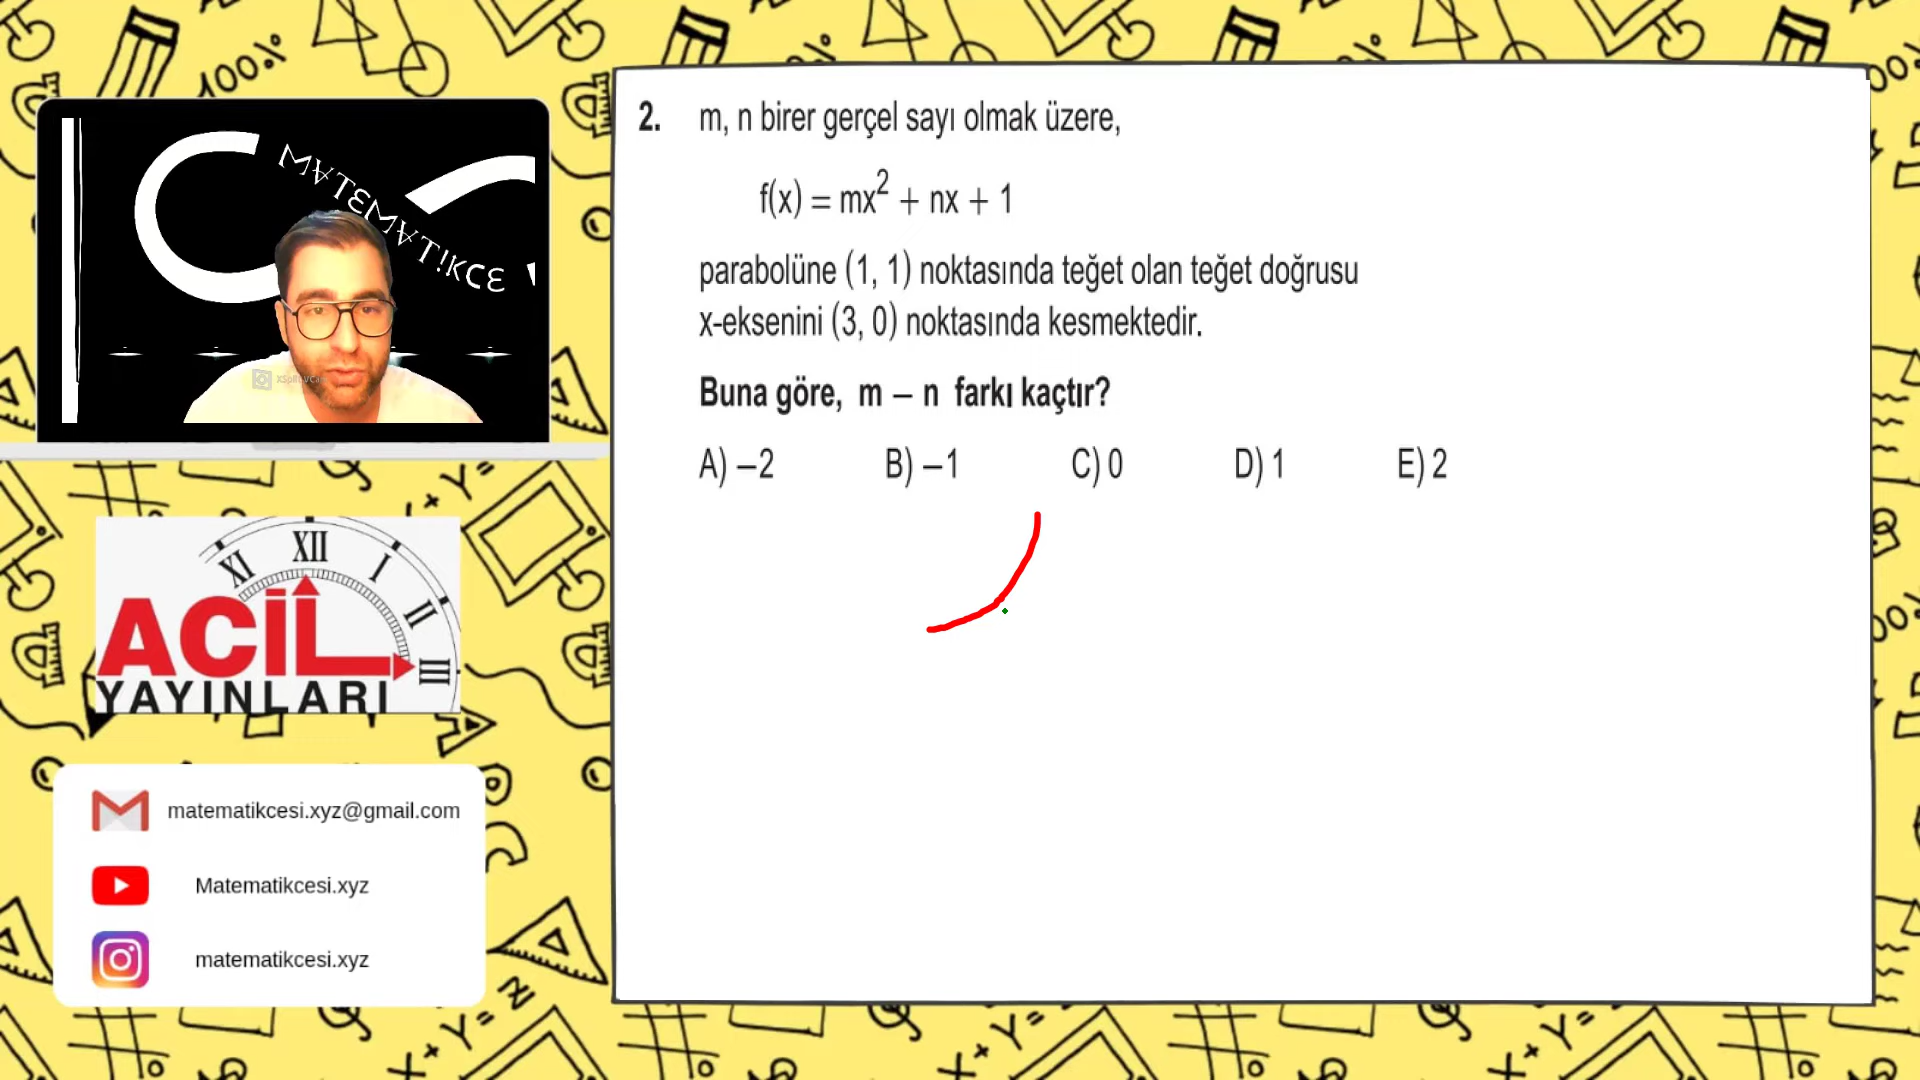 MATEMATİKCE
XI XII I II III
ACİL
YAYINLARI
matematikcesi.xyz@gmail.com
Matematikcesi.xyz
matematikcesi.xyz
2. m, n birer gerçel sayı olmak üzere,
f(x) = mx² + nx + 1
parabolüne (1, 1) noktasında teğet olan teğet doğrusu
x-eksenini (3, 0) noktasında kesmektedir.
Buna göre, m – n farkı kaçtır?
A) –2 B) –1 C) 0 D) 1 E) 2
100%
x + y =